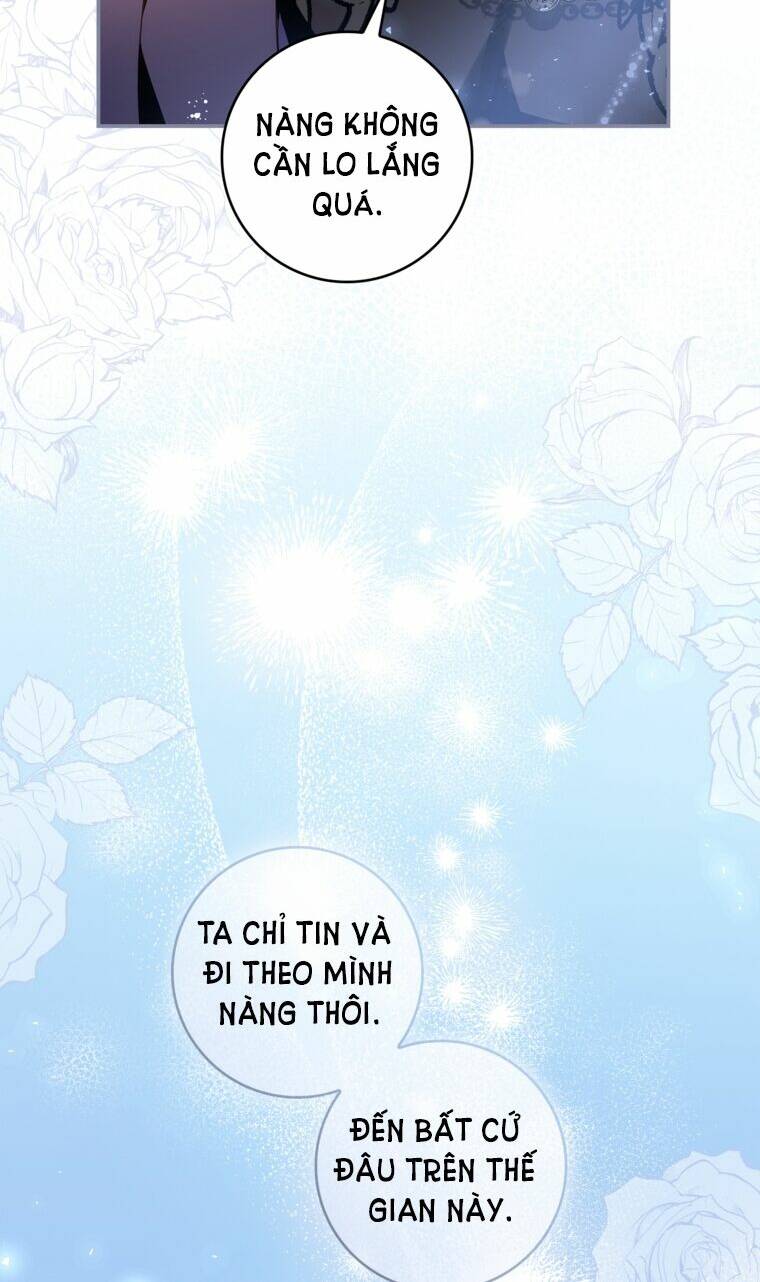 NÀNG KHÔNG
CẦN LO LẮNG
QUÁ.
TA CHỈ TIN VÀ
ĐI THEO MÌNH
NÀNG THÔI.
ĐẾN BẤT CỨ
ĐÂU TRÊN THẾ
GIAN NÀY.